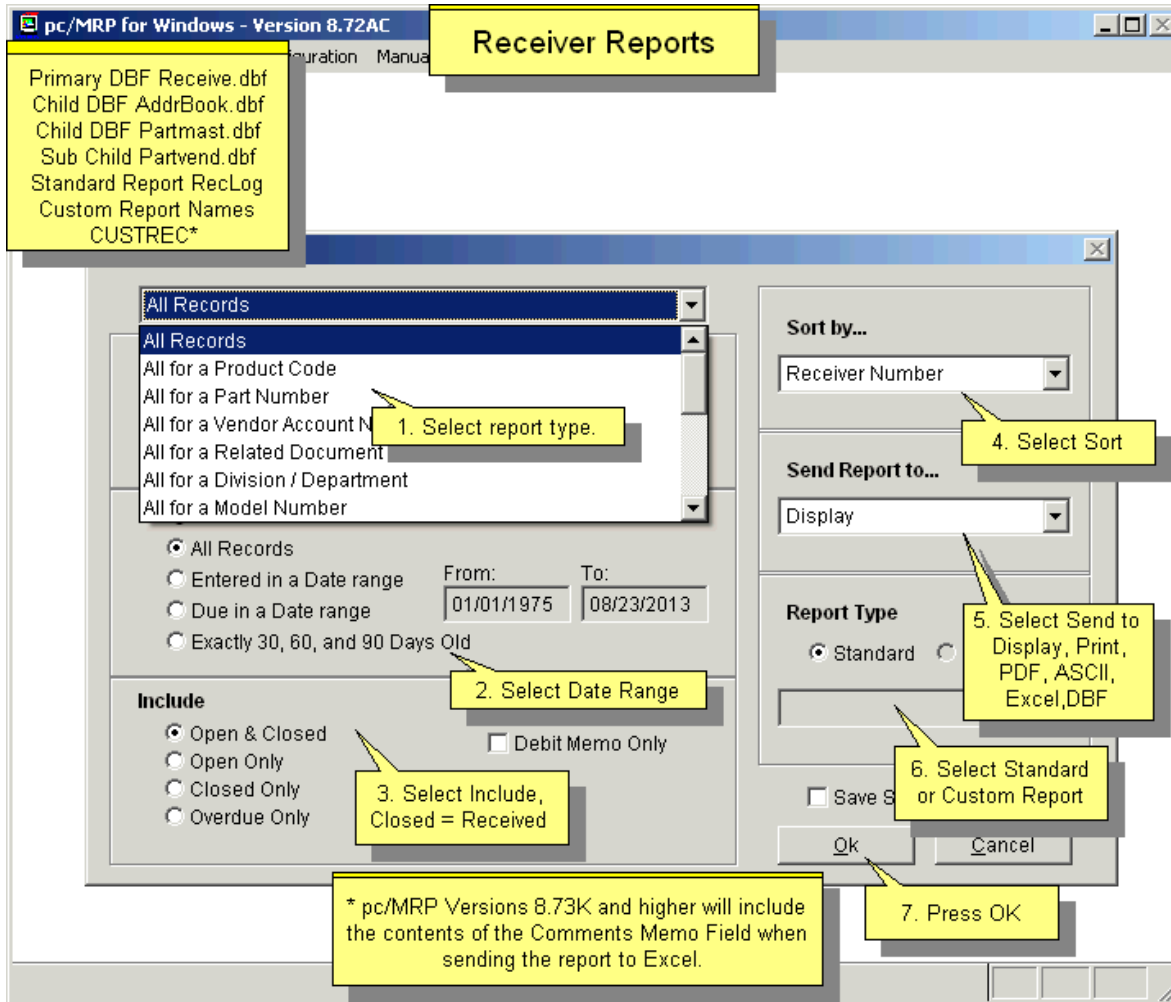 pc/MRP for Windows - Version 8.72AC
Receiver Reports
Manua
Primary DBF Receive.dbf
Child DBF AddrBook.dbf
Child DBF Partmast.dbf
Sub Child Partvend.dbf
Standard Report RecLog
Custom Report Names
CUSTREC*
All Records
All Records
All for a Product Code
All for a Part Number
All for a Vendor Account N
All for a Related Document
All for a Division / Department
All for a Model Number
1. Select report type.
All Records
Entered in a Date range
Due in a Date range
Exactly 30, 60, and 90 Days Old
From:
To:
01/01/1975
08/23/2013
2. Select Date Range
Include
Open & Closed
Open Only
Closed Only
Overdue Only
Debit Memo Only
3. Select Include,
Closed = Received
Sort by...
Receiver Number
4. Select Sort
Send Report to...
Display
5. Select Send to
Display, Print,
PDF, ASCII,
Excel,DBF
Report Type
Standard
6. Select Standard
or Custom Report
Save S
Ok
Cancel
7. Press OK
* pc/MRP Versions 8.73K and higher will include
the contents of the Comments Memo Field when
sending the report to Excel.